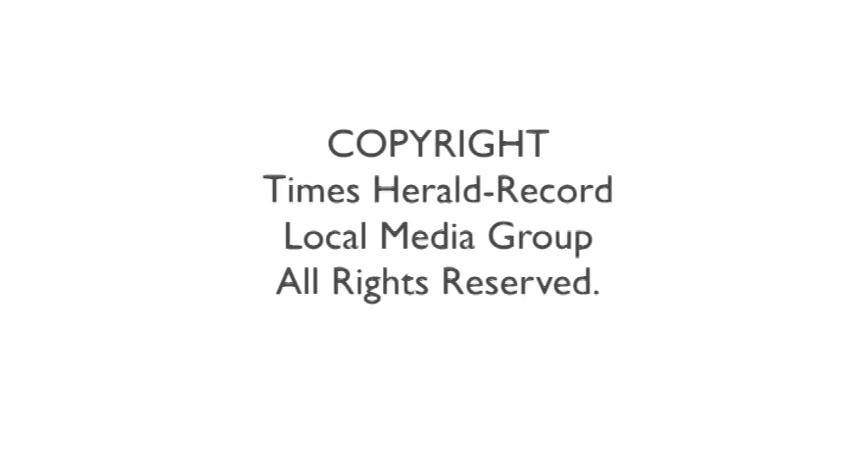 COPYRIGHT
Times Herald-Record
Local Media Group
All Rights Reserved.